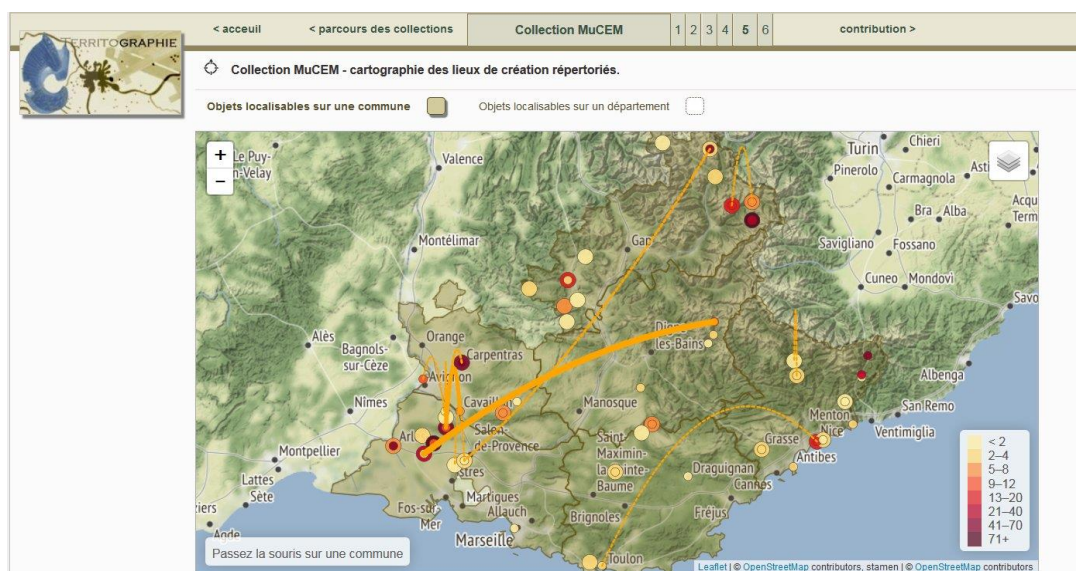 TERRITOGRAPHIE
< acceuil
< parcours des collections
Collection MuCEM
1 2 3 4 5 6
contribution >
Collection MuCEM - cartographie des lieux de création répertoriés.
Objets localisables sur une commune
Objets localisables sur un département
+
−
Le Puy-
n-Velay
Valence
Turin
Chieri
Pinerolo
Carmagnola
Asti
Acqu
Term
Bra
Alba
Montélimar
Gap
Savigliano
Fossano
Cuneo
Mondovì
Savo
Alès
Orange
Bagnols-
sur-Cèze
Carpentras
Digne
les-Bains
Albenga
Avignon
Nîmes
Cavaillon
Manosque
Menton
San Remo
Arl
Salon-
de-Provence
Nice
Ventimiglia
Montpellier
Saint-
Maximin-
la-Sainte-
Baume
Grasse
Antibes
Lattes
Istres
Draguignan
Cannes
Sète
Fos-sur-
Mer
Martigues
Allauch
Brignoles
Fréjus
ziers
Agde
Marseille
Toulon
< 2
2–4
5–8
9–12
13–20
21–40
41–70
71+
Passez la souris sur une commune
Leaflet | © OpenStreetMap contributors, stamen | © OpenStreetMap contributors